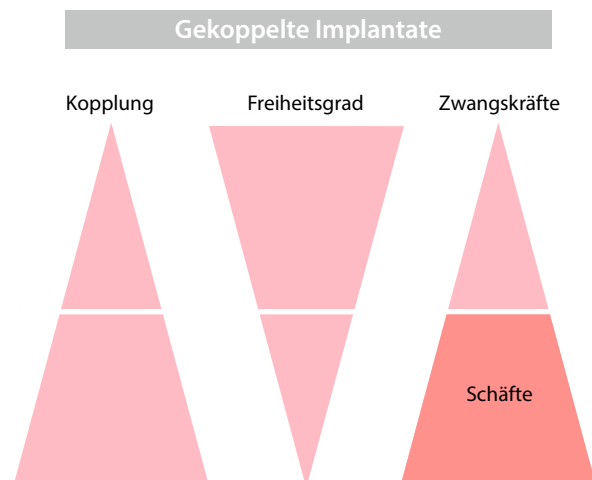 Gekoppelte Implantate
Kopplung
Freiheitsgrad
Zwangskräfte
Schäfte